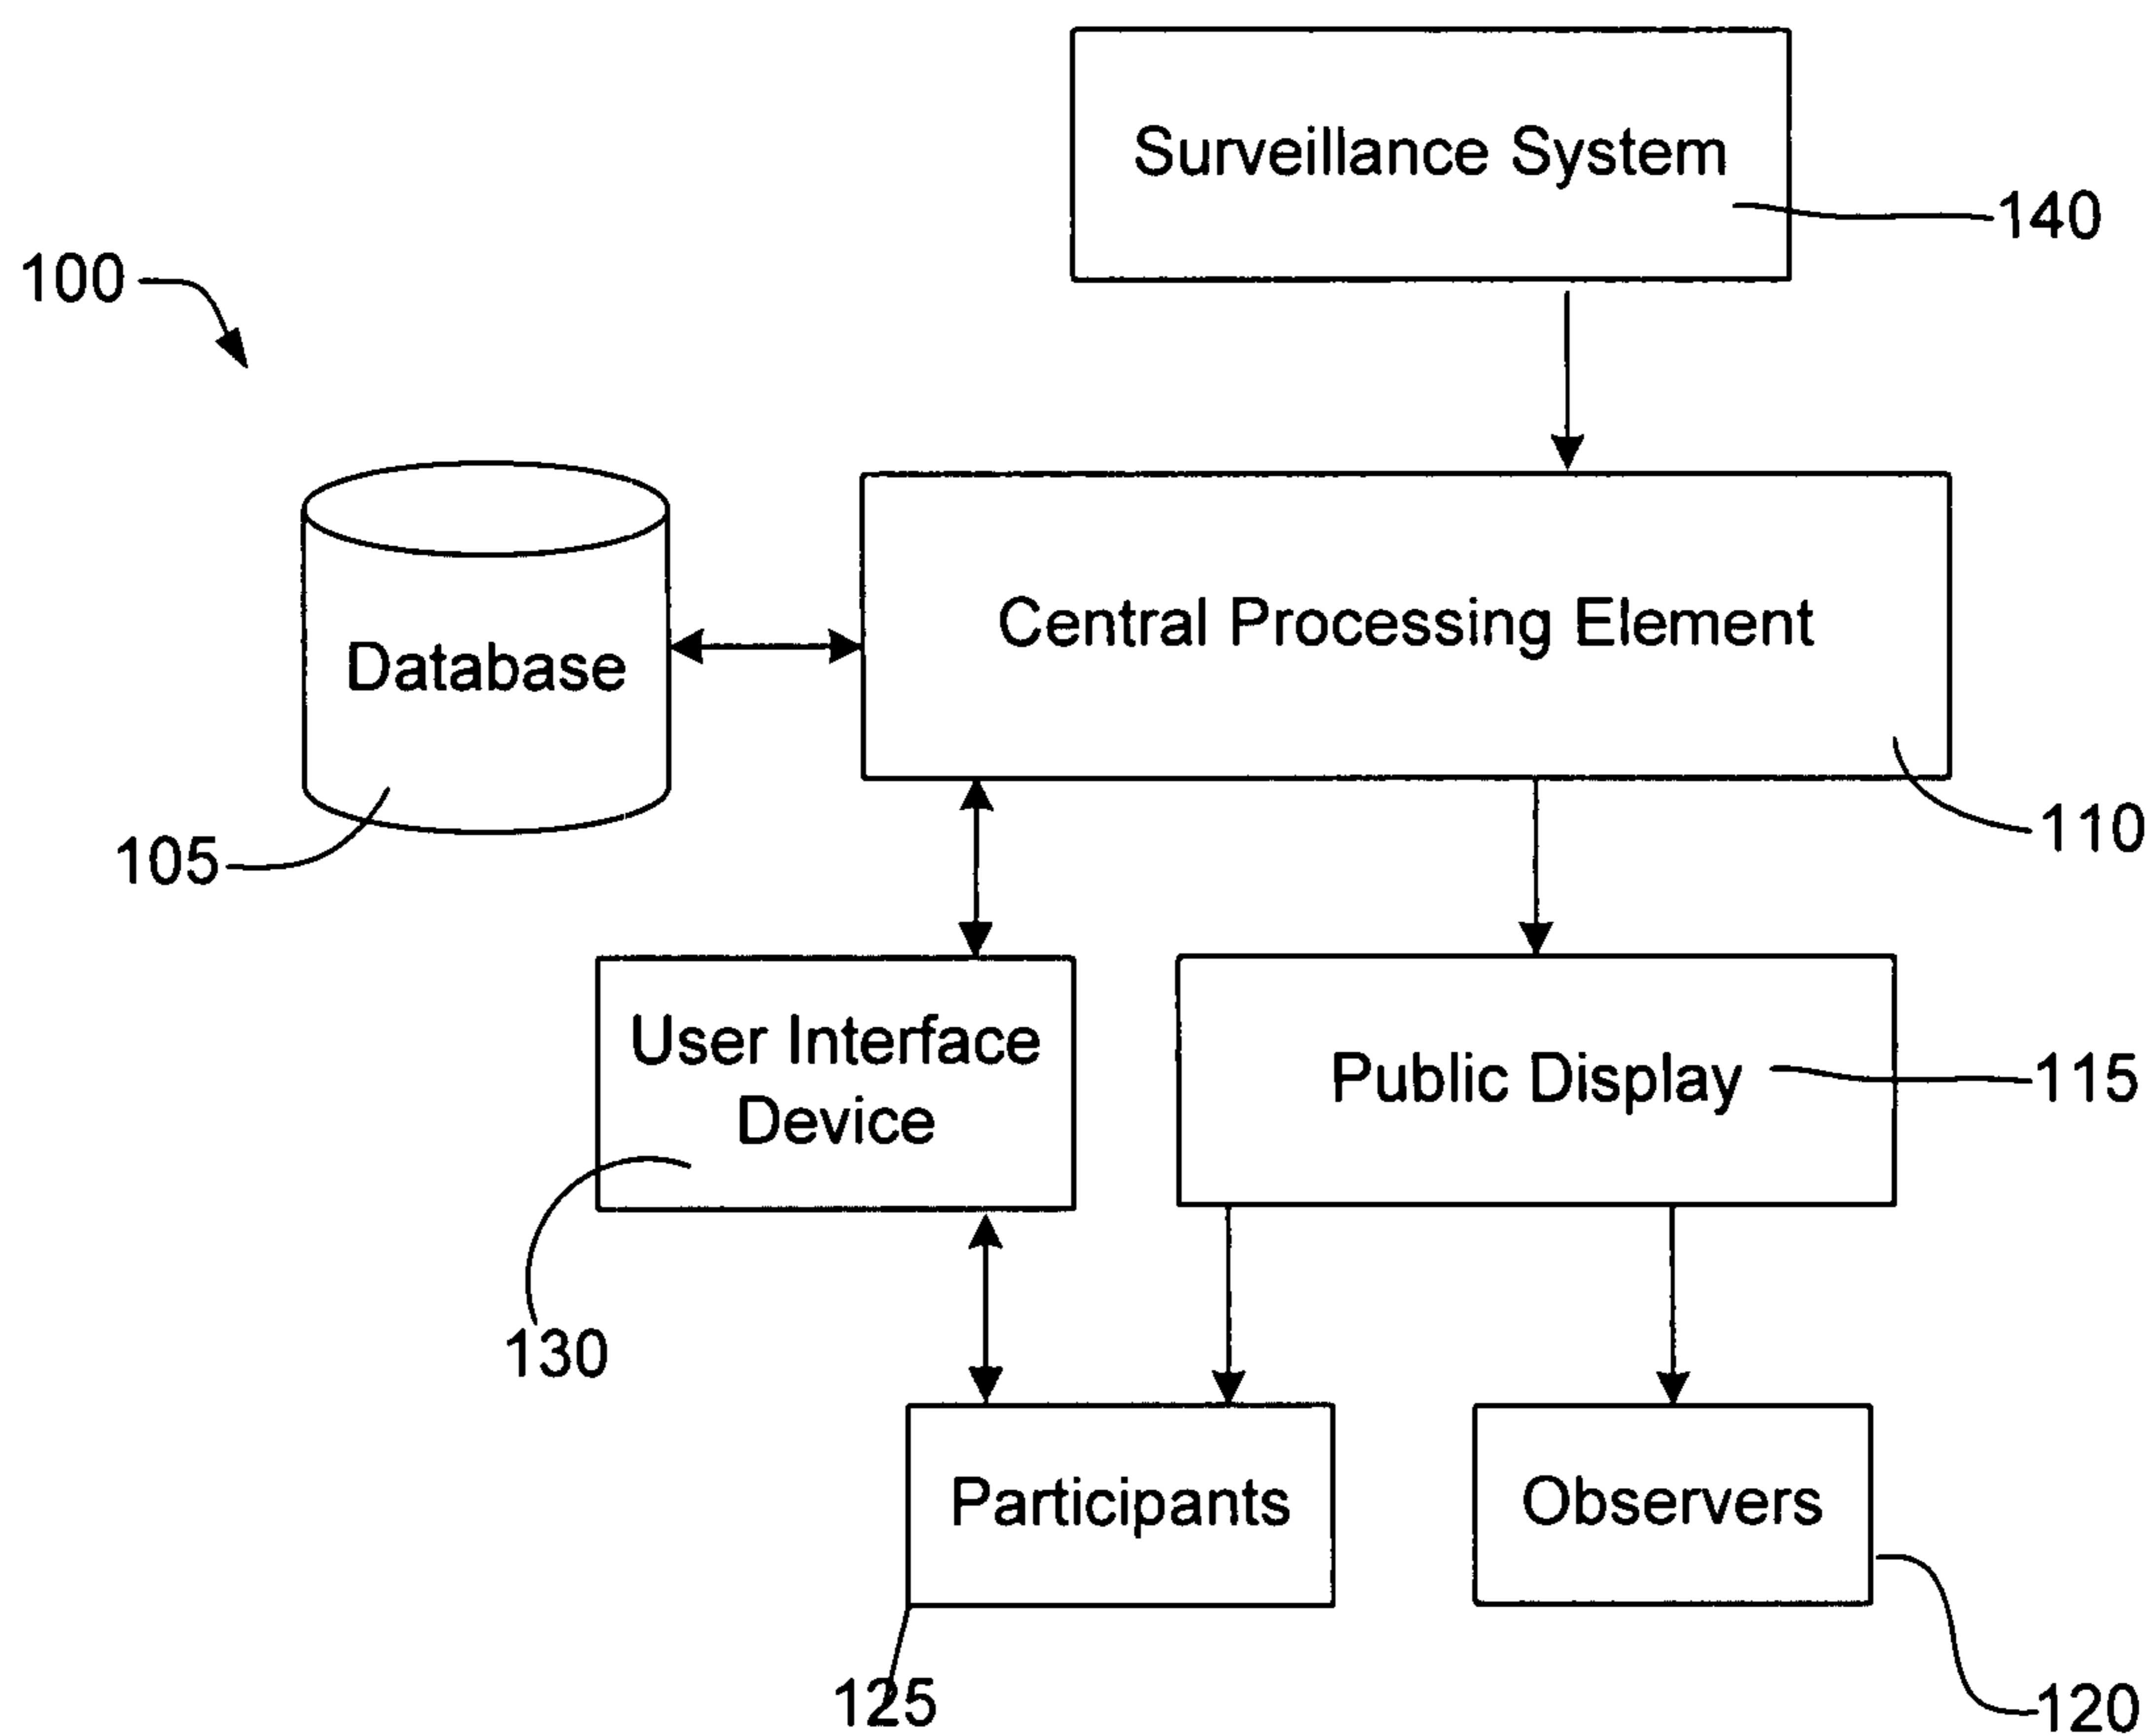 Surveillance System
140
100
Central Processing Element
Database
110
105
User Interface
Device
Public Display
115
130
Participants
Observers
125
120